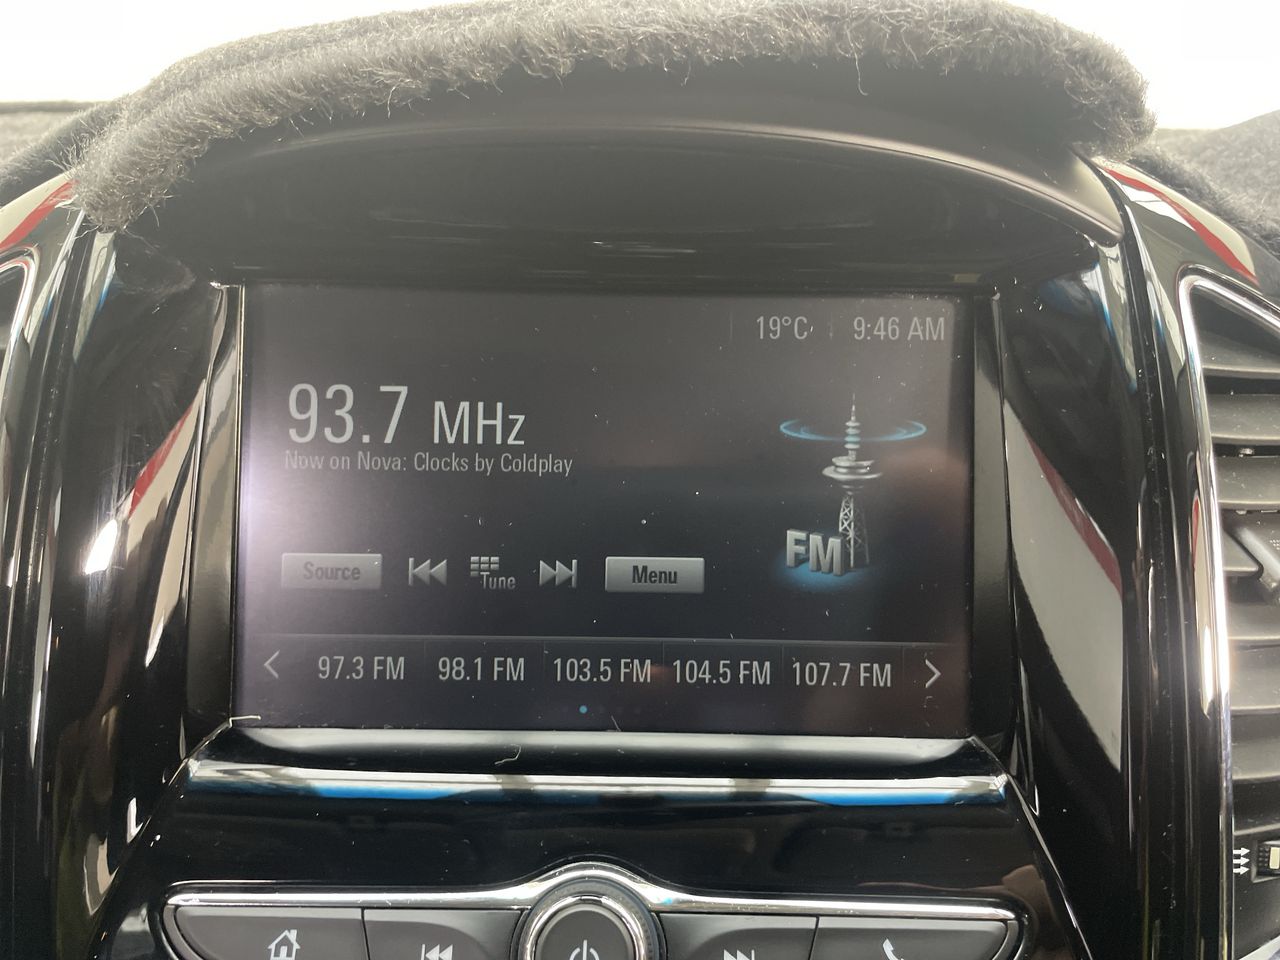 19°C 9:46 AM
93.7 MHz
Now on Nova: Clocks by Coldplay
FM
Source Tune Menu
97.3 FM 98.1 FM 103.5 FM 104.5 FM 107.7 FM